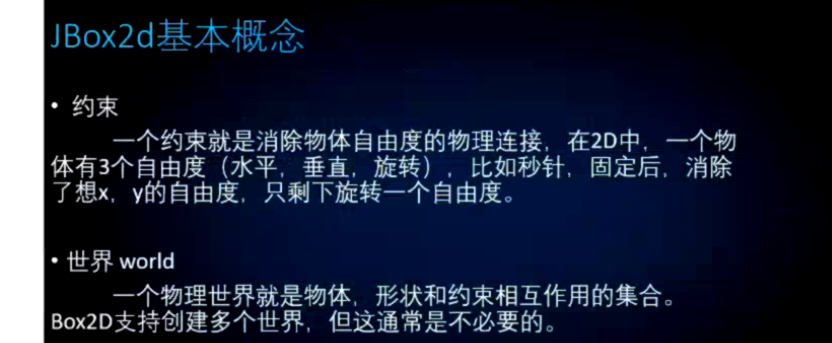 JBox2d基本概念
• 约束
一个约束就是消除物体自由度的物理连接，在2D中，一个物
体有3个自由度（水平，垂直，旋转），比如秒针，固定后，消除
了想x，y的自由度，只剩下旋转一个自由度。
• 世界 world
一个物理世界就是物体，形状和约束相互作用的集合。
Box2D支持创建多个世界，但这通常是不必要的。